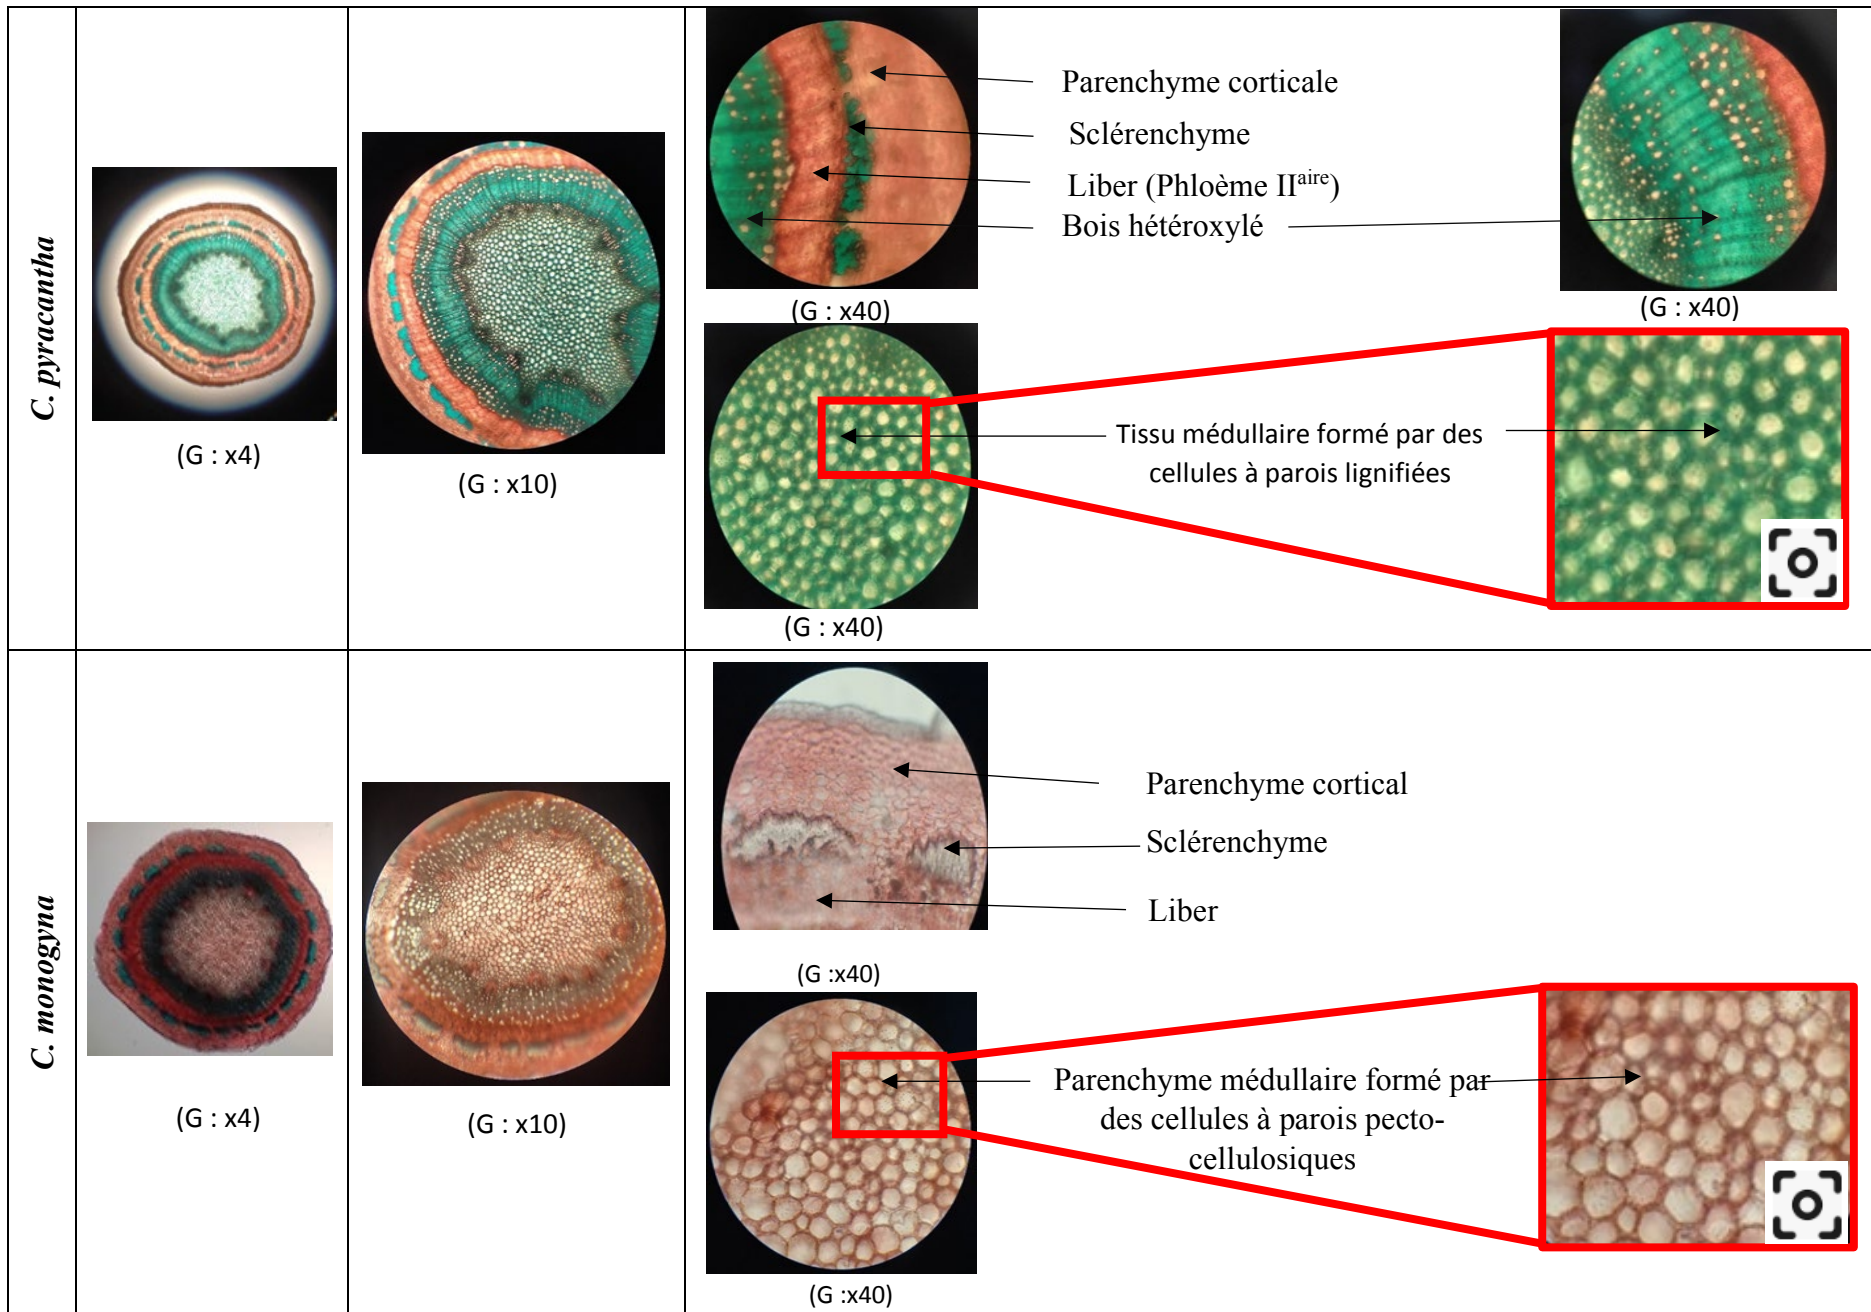 C. pyracantha
(G : x4)
(G : x10)
Parenchyme corticale
Sclérenchyme
Liber (Phloème IIaire)
Bois hétéroxylé
(G : x40)
(G : x40)
Tissu médullaire formé par des
cellules à parois lignifiées
(G : x40)
C. monogyna
(G : x4)
(G : x10)
Parenchyme cortical
Sclérenchyme
Liber
(G :x40)
Parenchyme médullaire formé par
des cellules à parois pecto-
cellulosiques
(G :x40)